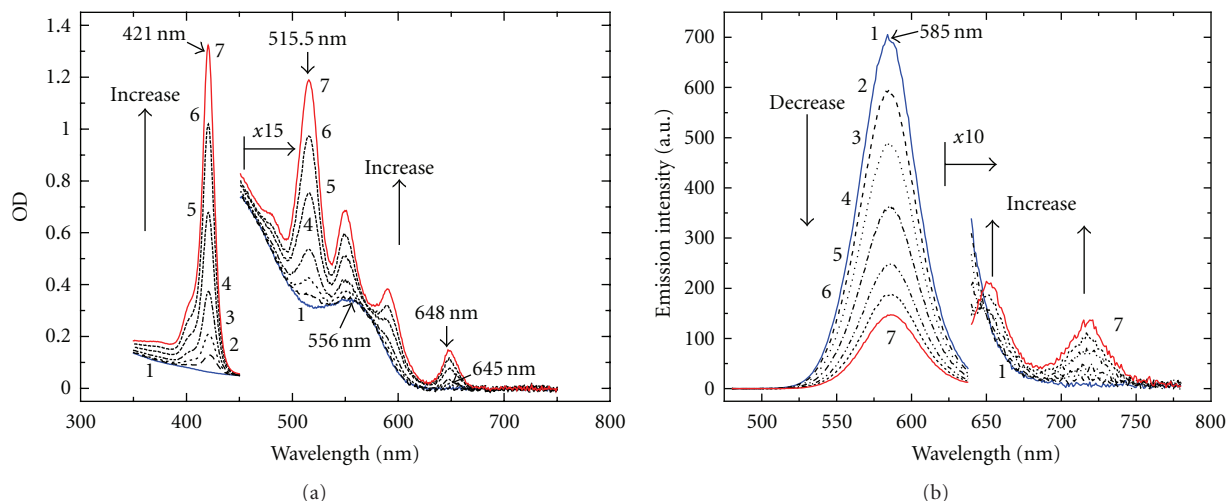 1.4
1.2
1
0.8
0.6
0.4
0.2
0
OD
300 400 500 600 700 800
Wavelength (nm)
421 nm
7
Increase
6
5
4
3
2
1
515.5 nm
7
x15
6
5
4
Increase
1
556 nm
648 nm
645 nm
(a)
700
600
500
400
300
200
100
0
Emission intensity (a.u.)
500 550 600 650 700 750 800
Wavelength (nm)
1
585 nm
Decrease
2
3
x10
4
5
6
7
Increase
7
1
(b)